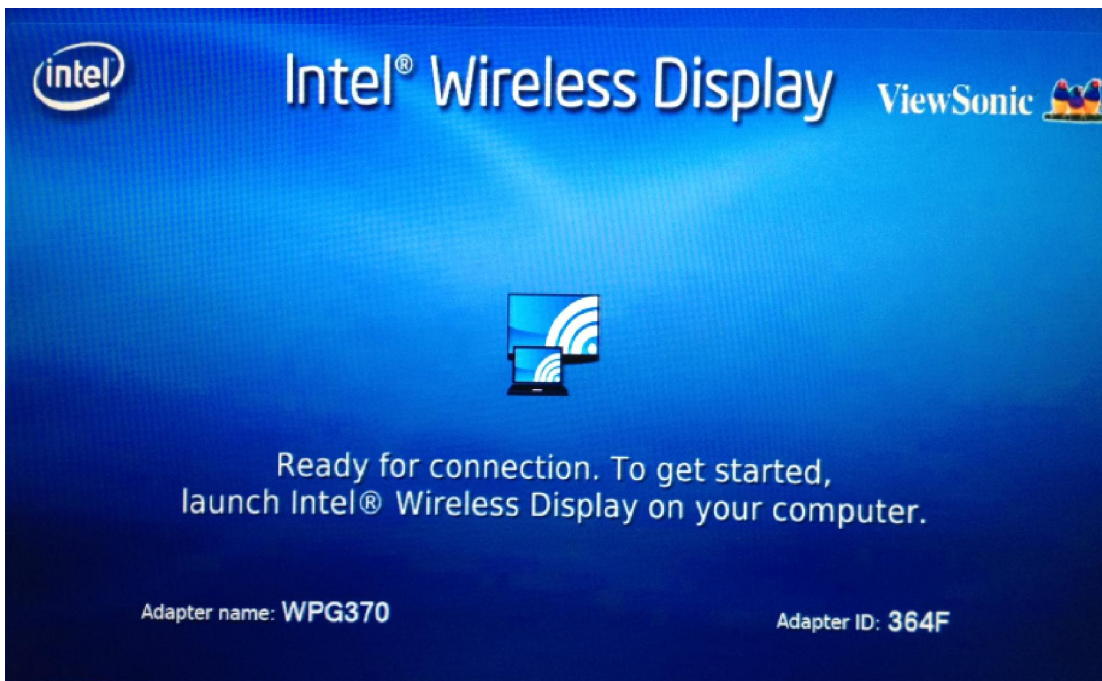 intel
Intel® Wireless Display
ViewSonic
Ready for connection. To get started,
launch Intel® Wireless Display on your computer.
Adapter name: WPG370
Adapter ID: 364F